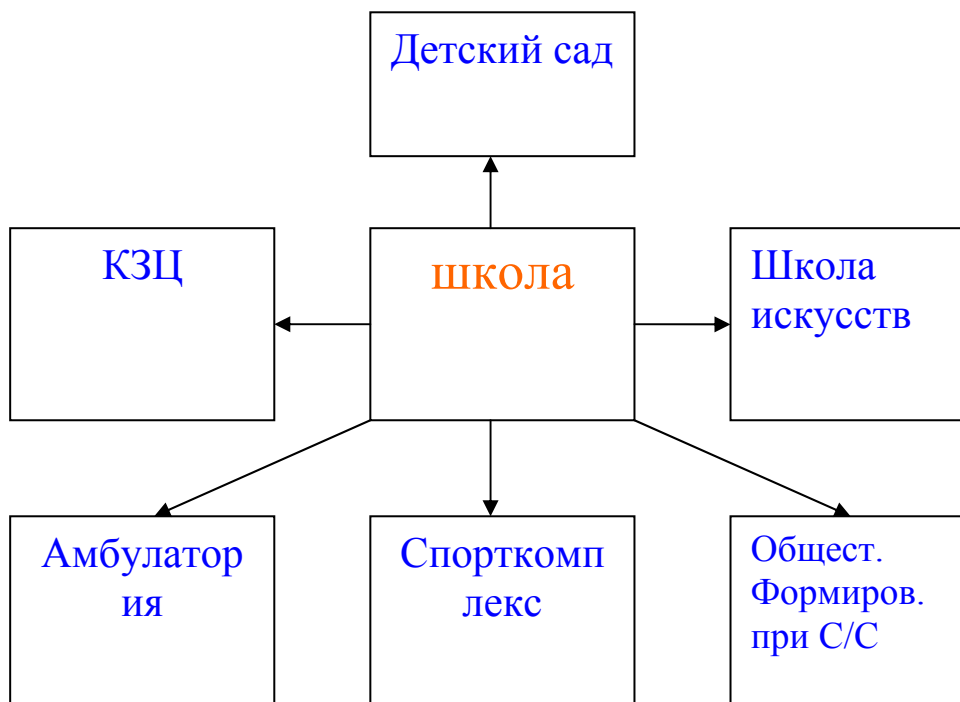 Детский сад
КЗЦ
школа
Школа
искусств
Амбулатор
ия
Спорткомп
лекс
Общест.
Формиров.
при С/С